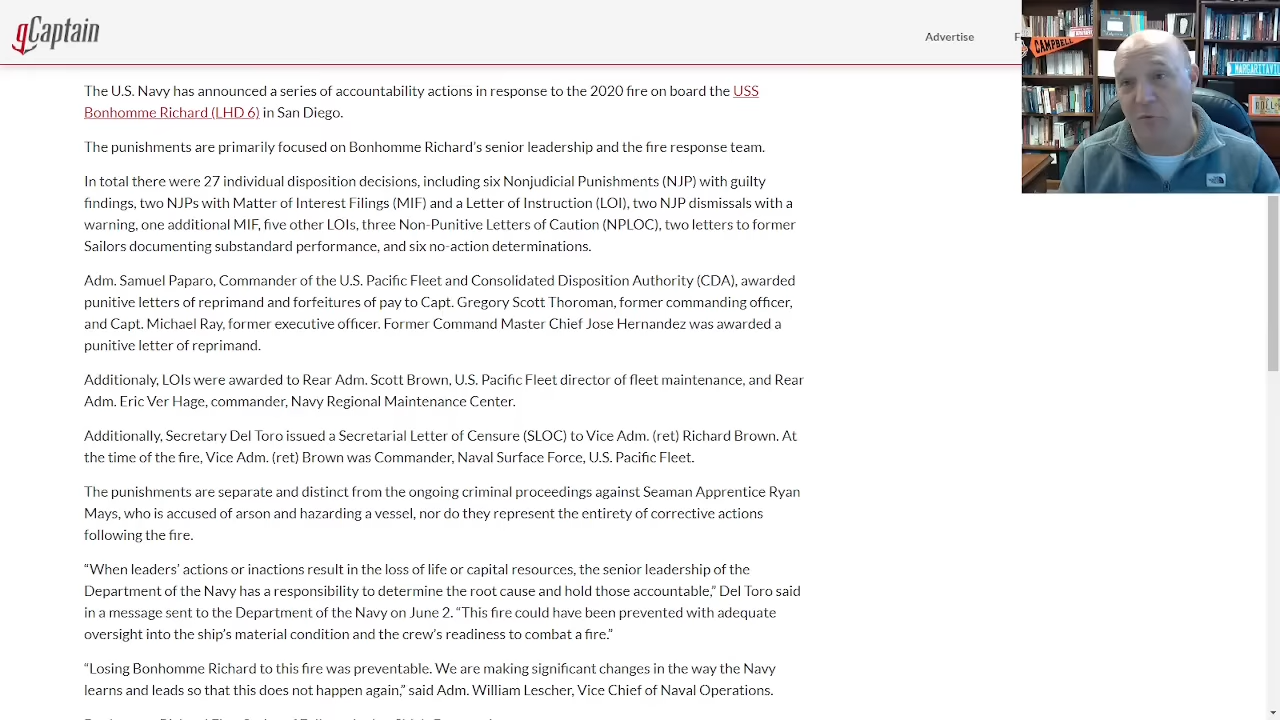 gCaptain
Advertise
F
CAMPBELL
MARGARITAVI
ROLL
The U.S. Navy has announced a series of accountability actions in response to the 2020 fire on board the USS
Bonhomme Richard (LHD 6) in San Diego.
The punishments are primarily focused on Bonhomme Richard’s senior leadership and the fire response team.
In total there were 27 individual disposition decisions, including six Nonjudicial Punishments (NJP) with guilty
findings, two NJPs with Matter of Interest Filings (MIF) and a Letter of Instruction (LOI), two NJP dismissals with a
warning, one additional MIF, five other LOIs, three Non-Punitive Letters of Caution (NPLOC), two letters to former
Sailors documenting substandard performance, and six no-action determinations.
Adm. Samuel Paparo, Commander of the U.S. Pacific Fleet and Consolidated Disposition Authority (CDA), awarded
punitive letters of reprimand and forfeitures of pay to Capt. Gregory Scott Thoroman, former commanding officer,
and Capt. Michael Ray, former executive officer. Former Command Master Chief Jose Hernandez was awarded a
punitive letter of reprimand.
Additionaly, LOIs were awarded to Rear Adm. Scott Brown, U.S. Pacific Fleet director of fleet maintenance, and Rear
Adm. Eric Ver Hage, commander, Navy Regional Maintenance Center.
Additionally, Secretary Del Toro issued a Secretarial Letter of Censure (SLOC) to Vice Adm. (ret) Richard Brown. At
the time of the fire, Vice Adm. (ret) Brown was Commander, Naval Surface Force, U.S. Pacific Fleet.
The punishments are separate and distinct from the ongoing criminal proceedings against Seaman Apprentice Ryan
Mays, who is accused of arson and hazarding a vessel, nor do they represent the entirety of corrective actions
following the fire.
“When leaders’ actions or inactions result in the loss of life or capital resources, the senior leadership of the
Department of the Navy has a responsibility to determine the root cause and hold those accountable,” Del Toro said
in a message sent to the Department of the Navy on June 2. “This fire could have been prevented with adequate
oversight into the ship’s material condition and the crew’s readiness to combat a fire.”
“Losing Bonhomme Richard to this fire was preventable. We are making significant changes in the way the Navy
learns and leads so that this does not happen again,” said Adm. William Lescher, Vice Chief of Naval Operations.